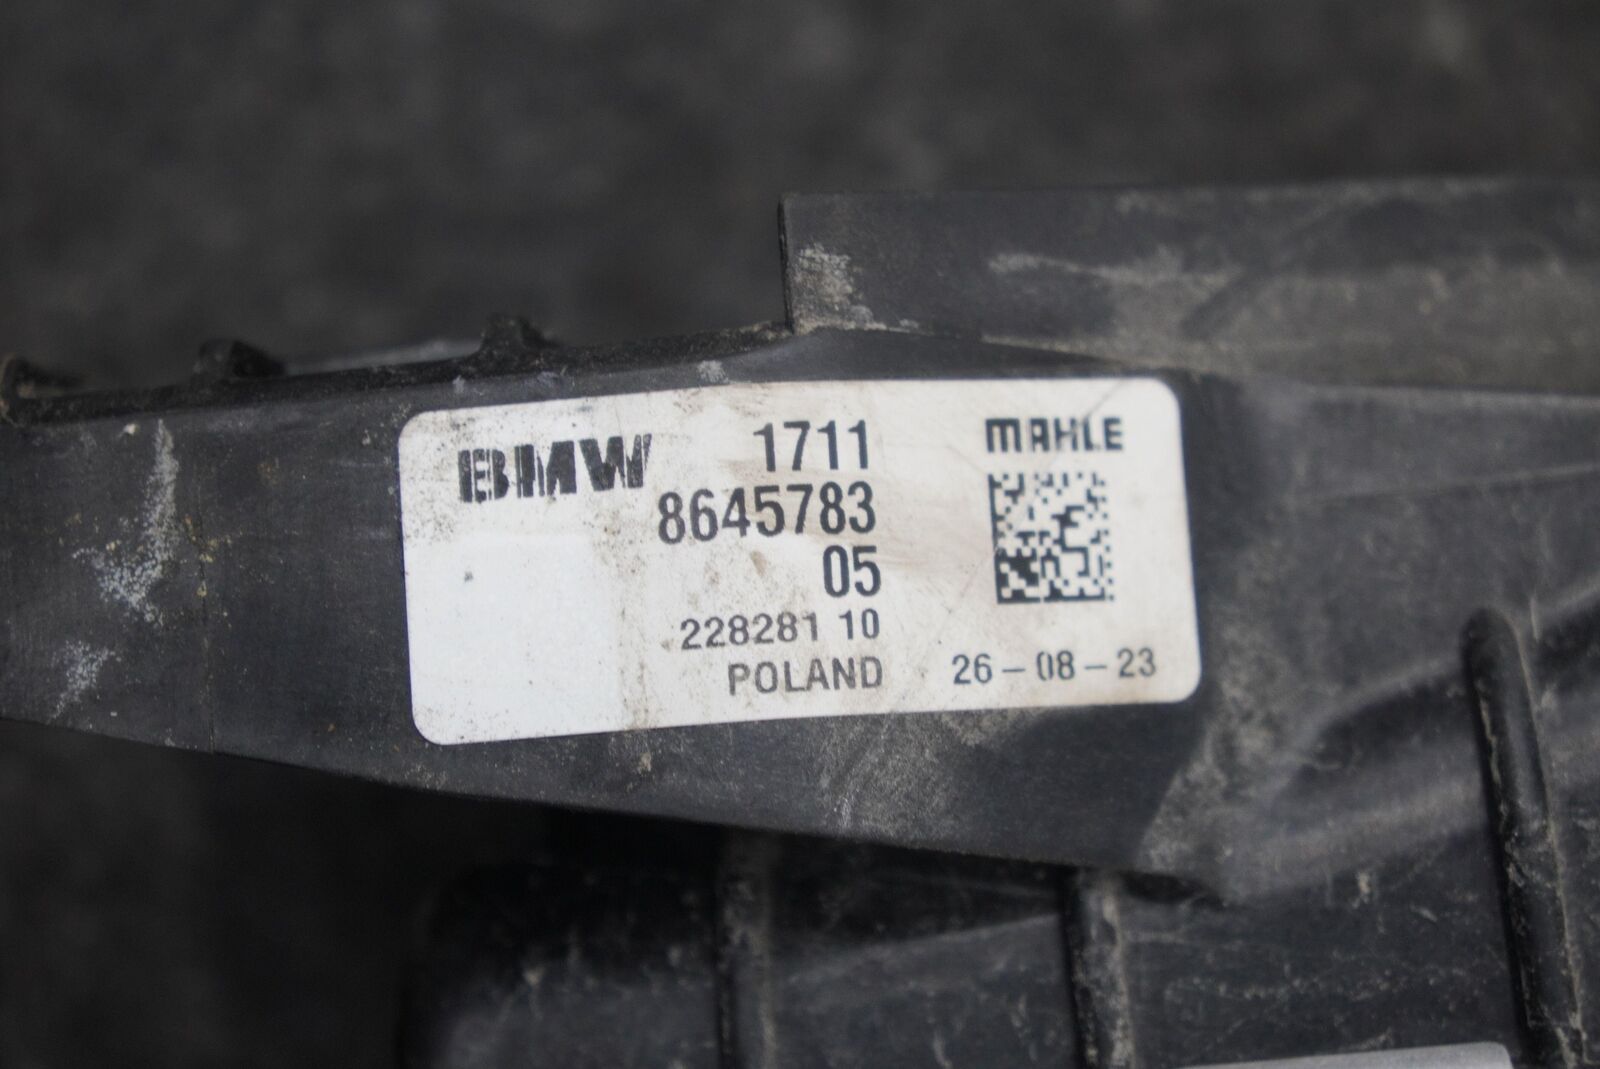 BMW 1711
8645783
05
228281 10
POLAND
MAHLE
26-08-23